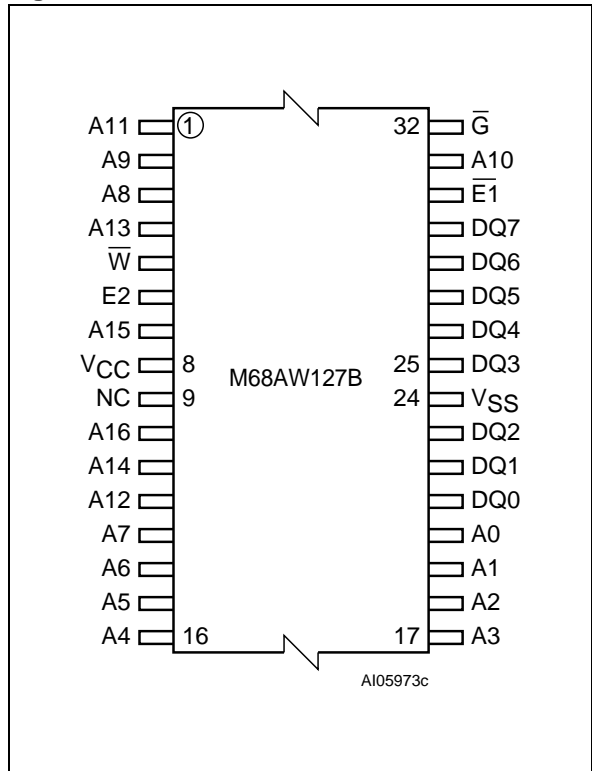 A11 1 32 G̅
A9 A10
A8 E̅1̅
A13 DQ7
W̅ DQ6
E2 DQ5
A15 DQ4
VCC 8 25 DQ3
M68AW127B
NC 9 24 VSS
A16 DQ2
A14 DQ1
A12 DQ0
A7 A0
A6 A1
A5 A2
A4 16 17 A3
AI05973c